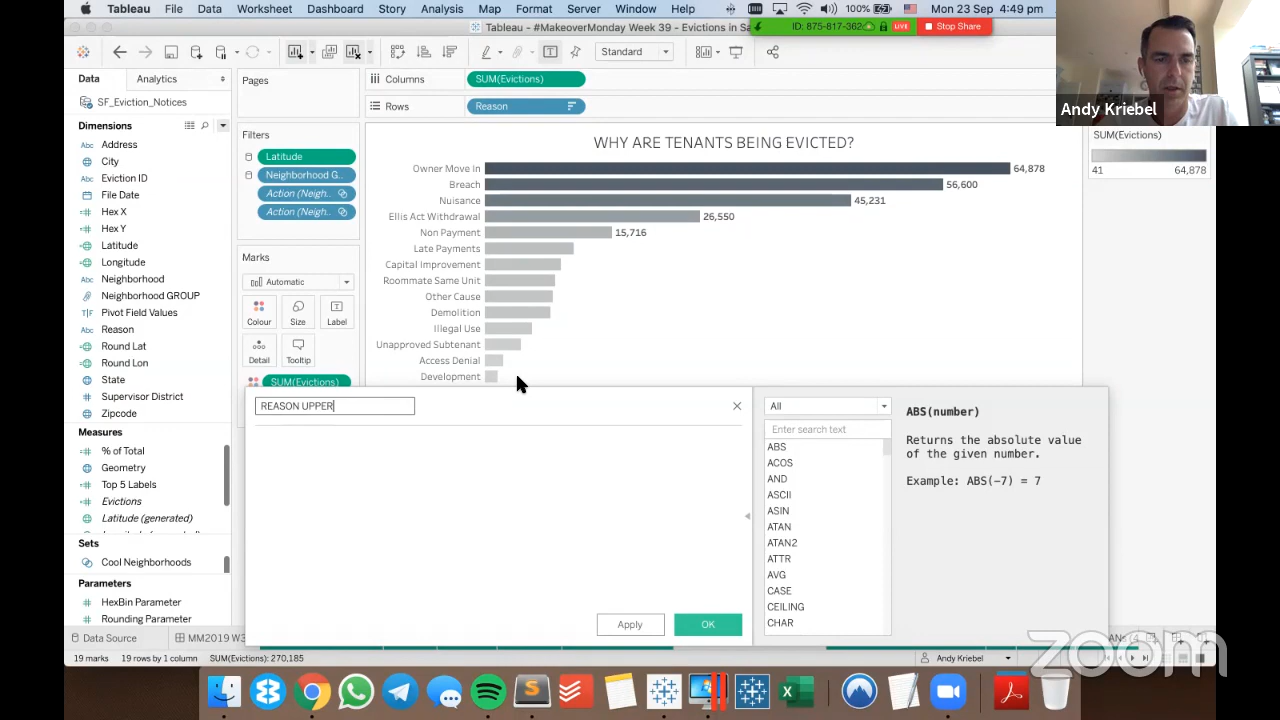 Tableau File Data Worksheet Dashboard Story Analysis Map Format Server Window Help 100% Mon 23 Sep 4:49 pm
Tableau - #MakeoverMonday Week 39 - Evictions in Sa
ID: 875-817-362 LIVE Stop Share
Standard
Andy Kriebel
Data Analytics
SF_Eviction_Notices
Dimensions
Address
City
Eviction ID
File Date
Hex X
Hex Y
Latitude
Longitude
Neighborhood
Neighborhood GROUP
Pivot Field Values
Reason
Round Lat
Round Lon
State
Supervisor District
Zipcode
Measures
% of Total
Geometry
Top 5 Labels
Evictions
Latitude (generated)
Sets
Cool Neighborhoods
Parameters
HexBin Parameter
Rounding Parameter
Pages
Filters
Latitude
Neighborhood G..
Action (Neigh..
Action (Neigh..
Marks
Automatic
Colour Size Label
Detail Tooltip
SUM(Evictions)
Columns SUM(Evictions)
Rows Reason
WHY ARE TENANTS BEING EVICTED?
Owner Move In 64,878
Breach 56,600
Nuisance 45,231
Ellis Act Withdrawal 26,550
Non Payment 15,716
Late Payments
Capital Improvement
Roommate Same Unit
Other Cause
Demolition
Illegal Use
Unapproved Subtenant
Access Denial
Development
SUM(Evictions)
41 64,878
REASON UPPER
Apply OK
All
Enter search text
ABS
ACOS
AND
ASCII
ASIN
ATAN
ATAN2
ATTR
AVG
CASE
CEILING
CHAR
ABS(number)
Returns the absolute value
of the given number.
Example: ABS(-7) = 7
Data Source MM2019 W3
19 marks 19 rows by 1 column SUM(Evictions): 270,185 Andy Kriebel
zoom